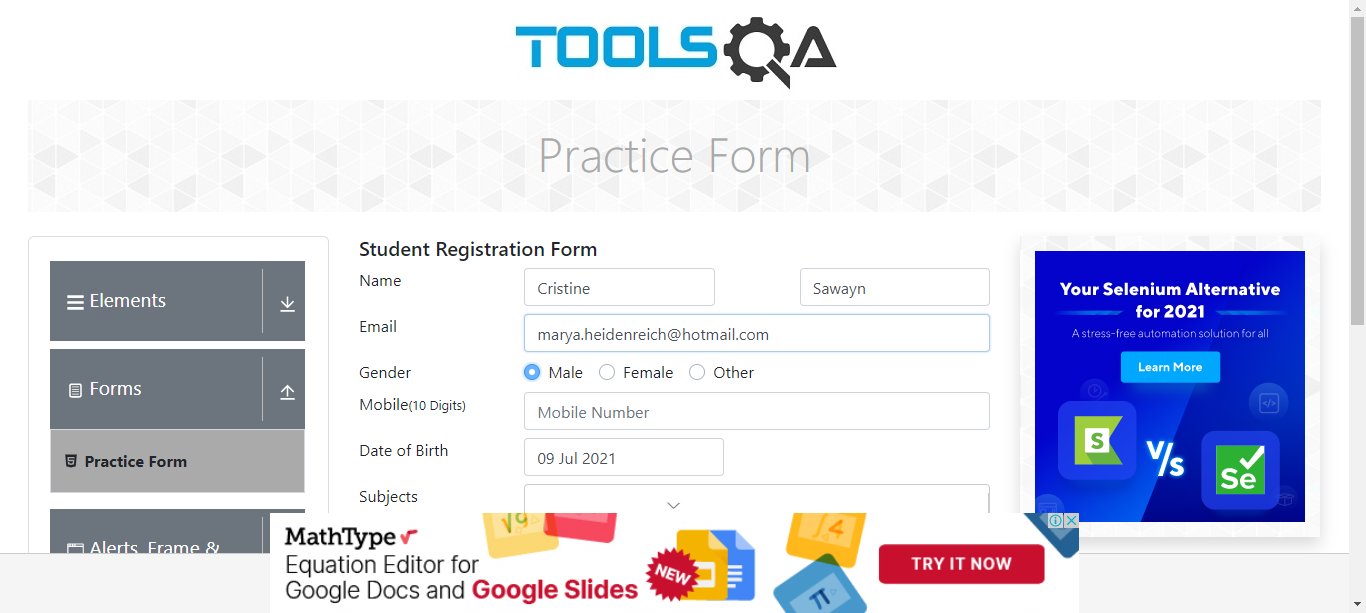 TOOLSQA
Practice Form
Elements
Forms
Practice Form
Alerts, Frame &
Student Registration Form
Name
Cristine
Sawayn
Email
marya.heidenreich@hotmail.com
Gender
Male
Female
Other
Mobile(10 Digits)
Mobile Number
Date of Birth
09 Jul 2021
Subjects
Your Selenium Alternative
for 2021
A stress-free automation solution for all
Learn More
S
V/s
Se
MathType
Equation Editor for
Google Docs and Google Slides
NEW
√9
π
TRY IT NOW